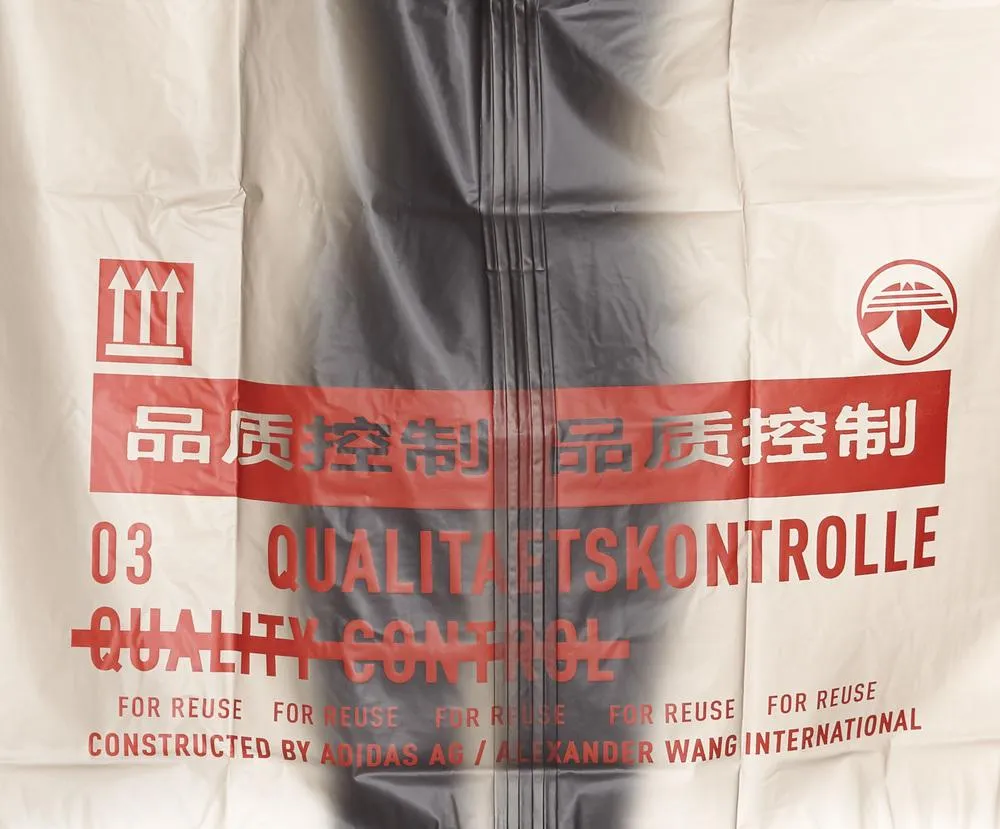 品质控制 品质控制
03 QUALITAETSKONTROLLE
QUALITY CONTROL
FOR REUSE FOR REUSE FOR REUSE FOR REUSE FOR REUSE
CONSTRUCTED BY ADIDAS AG / ALEXANDER WANG INTERNATIONAL